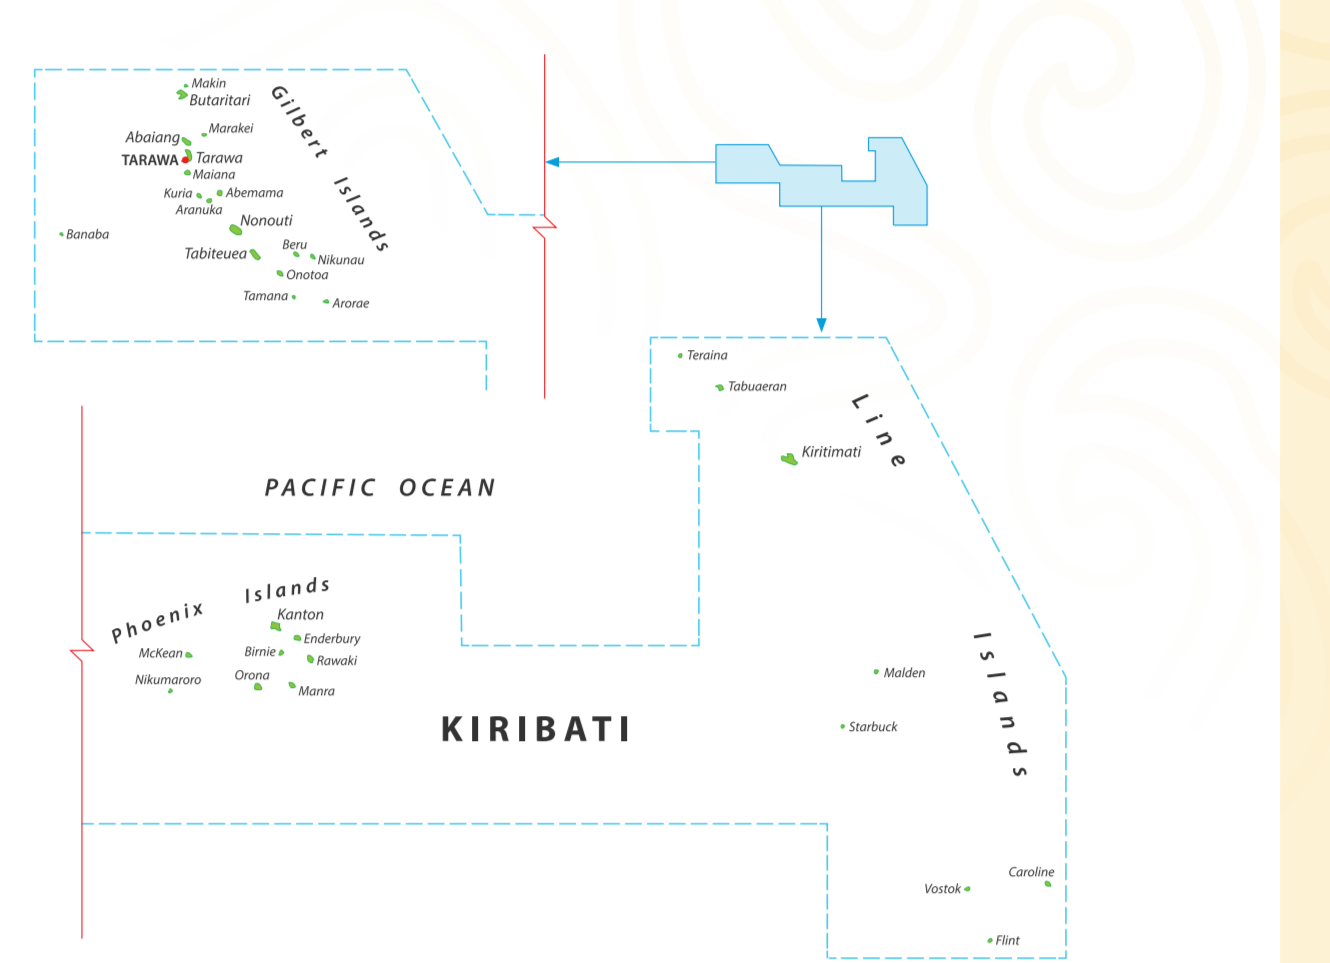 Makin
Butaritari
Gilbert Islands
Marakei
Abaiang
TARAWA
Tarawa
Maiana
Kuria
Abemama
Aranuka
Nonouti
Banaba
Beru
Tabiteuea
Nikunau
Onotoa
Tamana
Arorae
Teraina
Tabuaeran
Line Islands
Kiritimati
PACIFIC OCEAN
Phoenix Islands
Kanton
Enderbury
McKean
Birnie
Rawaki
Nikumaroro
Orona
Manra
Malden
KIRIBATI
Starbuck
Caroline
Vostok
Flint